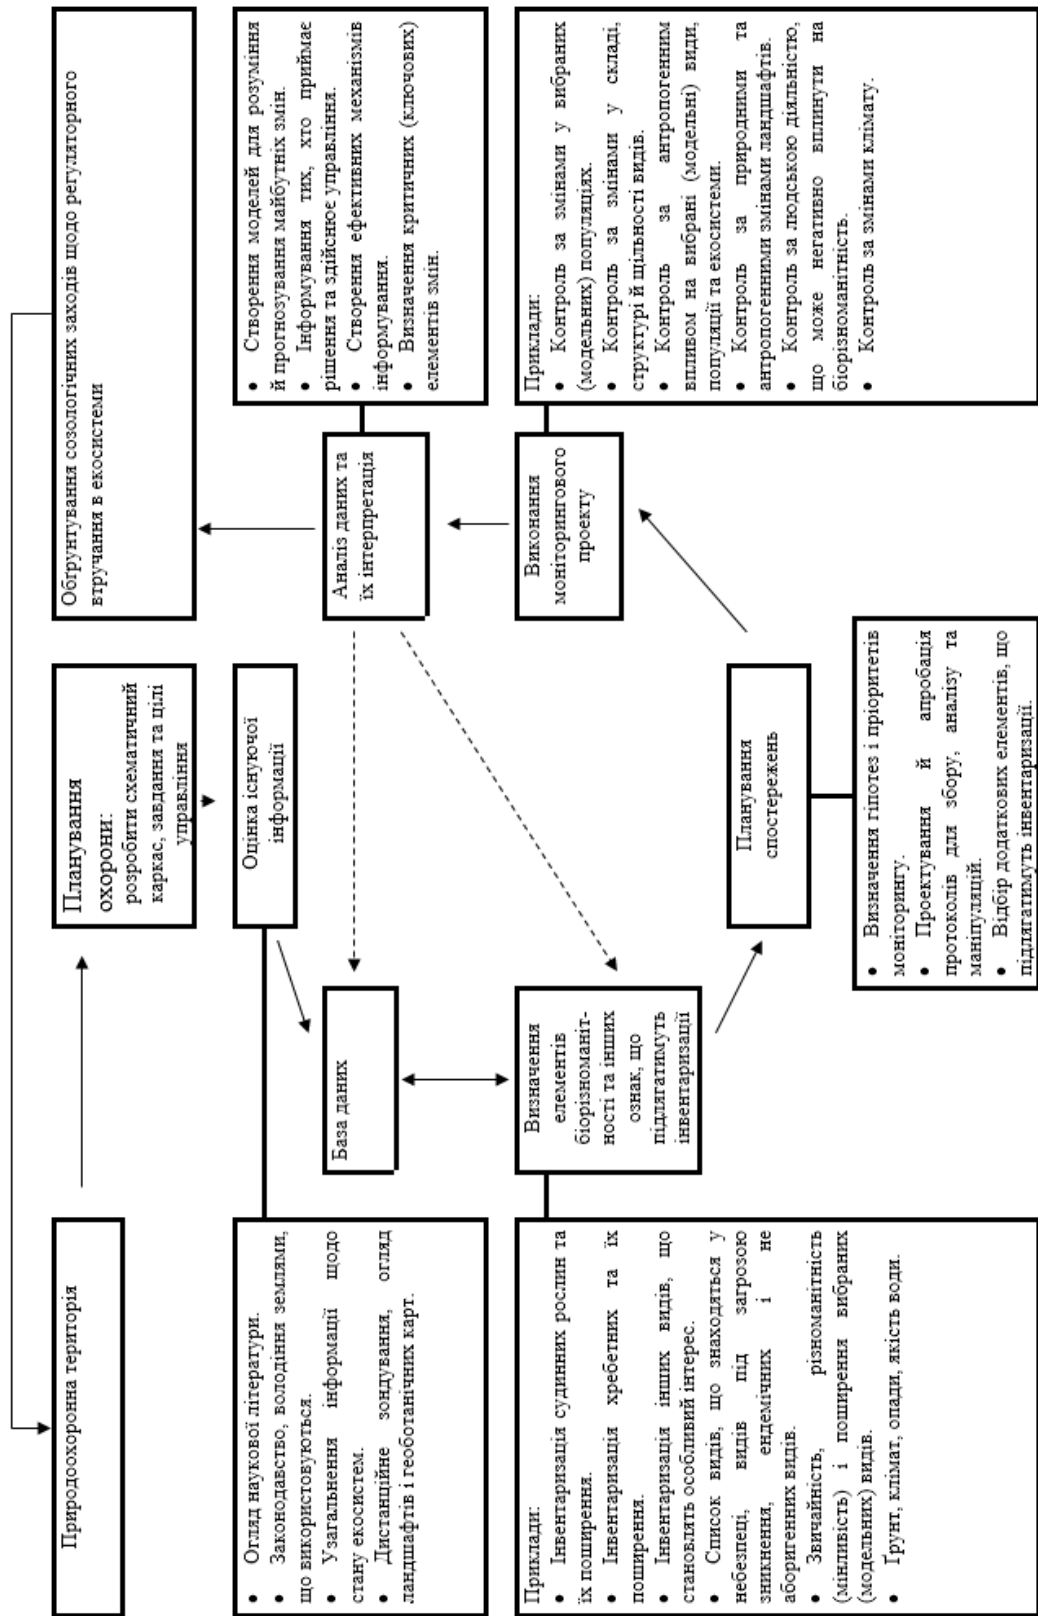 Природоохоронна територія
Планування
охорони:
розробити схематичний
каркас, завдання та цілі
управління
Обґрунтування созологічних заходів щодо регуляторного
втручання в екосистеми
• Огляд наукової літератури.
• Законодавство, володіння землями,
що використовуються.
• Узагальнення інформації щодо
стану екосистем.
• Дистанційне зондування, огляд
ландшафтів і геоботанічних карт.
Оцінка існуючої
інформації
База даних
Аналіз даних та
їх інтерпретація
• Створення моделей для розуміння
й прогнозування майбутніх змін.
• Інформування тих, хто приймає
рішення та здійснює управління.
• Створення ефективних механізмів
інформування.
• Визначення критичних (ключових)
елементів змін.
Приклади:
• Інвентаризація судинних рослин та
їх поширення.
• Інвентаризація хребетних та їх
поширення.
• Інвентаризація інших видів, що
становлять особливий інтерес.
• Список видів, що знаходяться у
небезпеці, видів під загрозою
зникнення, ендемічних і не
аборигенних видів.
• Звичайність, різноманітність
(мінливість) і поширення вибраних
(модельних) видів.
• Ґрунт, клімат, опади, якість води.
Визначення
елементів
біорізноманіт-
ності та інших
ознак, що
підлягатимуть
інвентаризації
Виконання
моніторингового
проекту
Приклади:
• Контроль за змінами у вибраних
(модельних) популяціях.
• Контроль за змінами у складі,
структурі й щільності видів.
• Контроль за антропогенним
впливом на вибрані (модельні) види,
популяції та екосистеми.
• Контроль за природними та
антропогенними змінами ландшафтів.
• Контроль за людською діяльністю,
що може негативно вплинути на
біорізноманітність.
• Контроль за змінами клімату.
Планування
спостережень
• Визначення гіпотез і пріоритетів
моніторингу.
• Проектування й апробація
протоколів для збору, аналізу та
маніпуляцій.
• Відбір додаткових елементів, що
підлягатимуть інвентаризації.